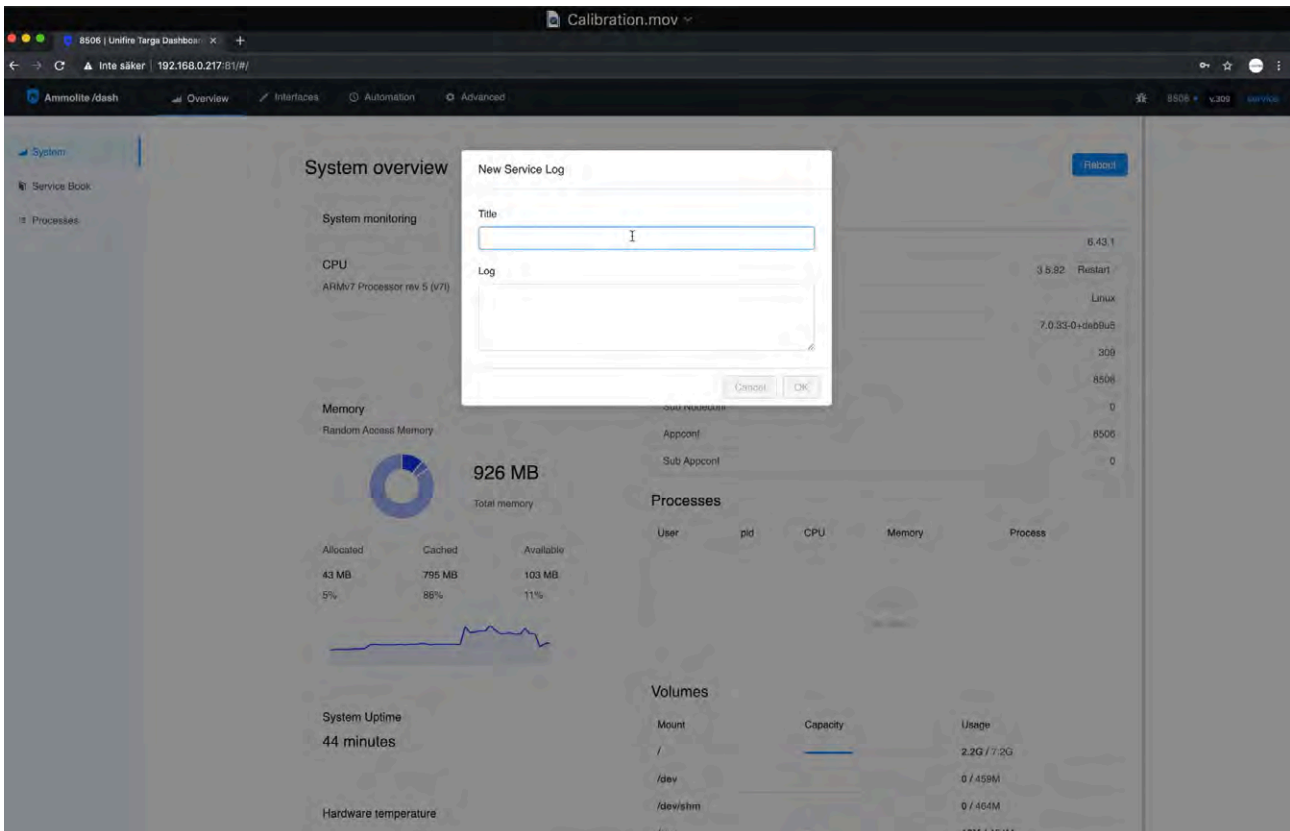 Calibration.mov
8506 | Unifire Targa Dashboar
Inte säker | 192.168.0.217:81/#/
Ammolite /dash
Overview
Interfaces
Automation
Advanced
8506
v.309
service
System
Service Book
Processes
System overview
Reboot
New Service Log
Title
Log
Cancel
OK
System monitoring
CPU
ARMv7 Processor rev 5 (v7l)
6.43.1
3.5.92 Restart
Linux
7.0.33-0+deb9u5
309
8506
Sub Nodeconf
0
Appconf
8506
Sub Appconf
0
Memory
Random Access Memory
926 MB
Total memory
Allocated Cached Available
43 MB 795 MB 103 MB
5% 86% 11%
System Uptime
44 minutes
Hardware temperature
Processes
User pid CPU Memory Process
Volumes
Mount Capacity Usage
/ 2.2G / 7.2G
/dev 0 / 459M
/dev/shm 0 / 464M